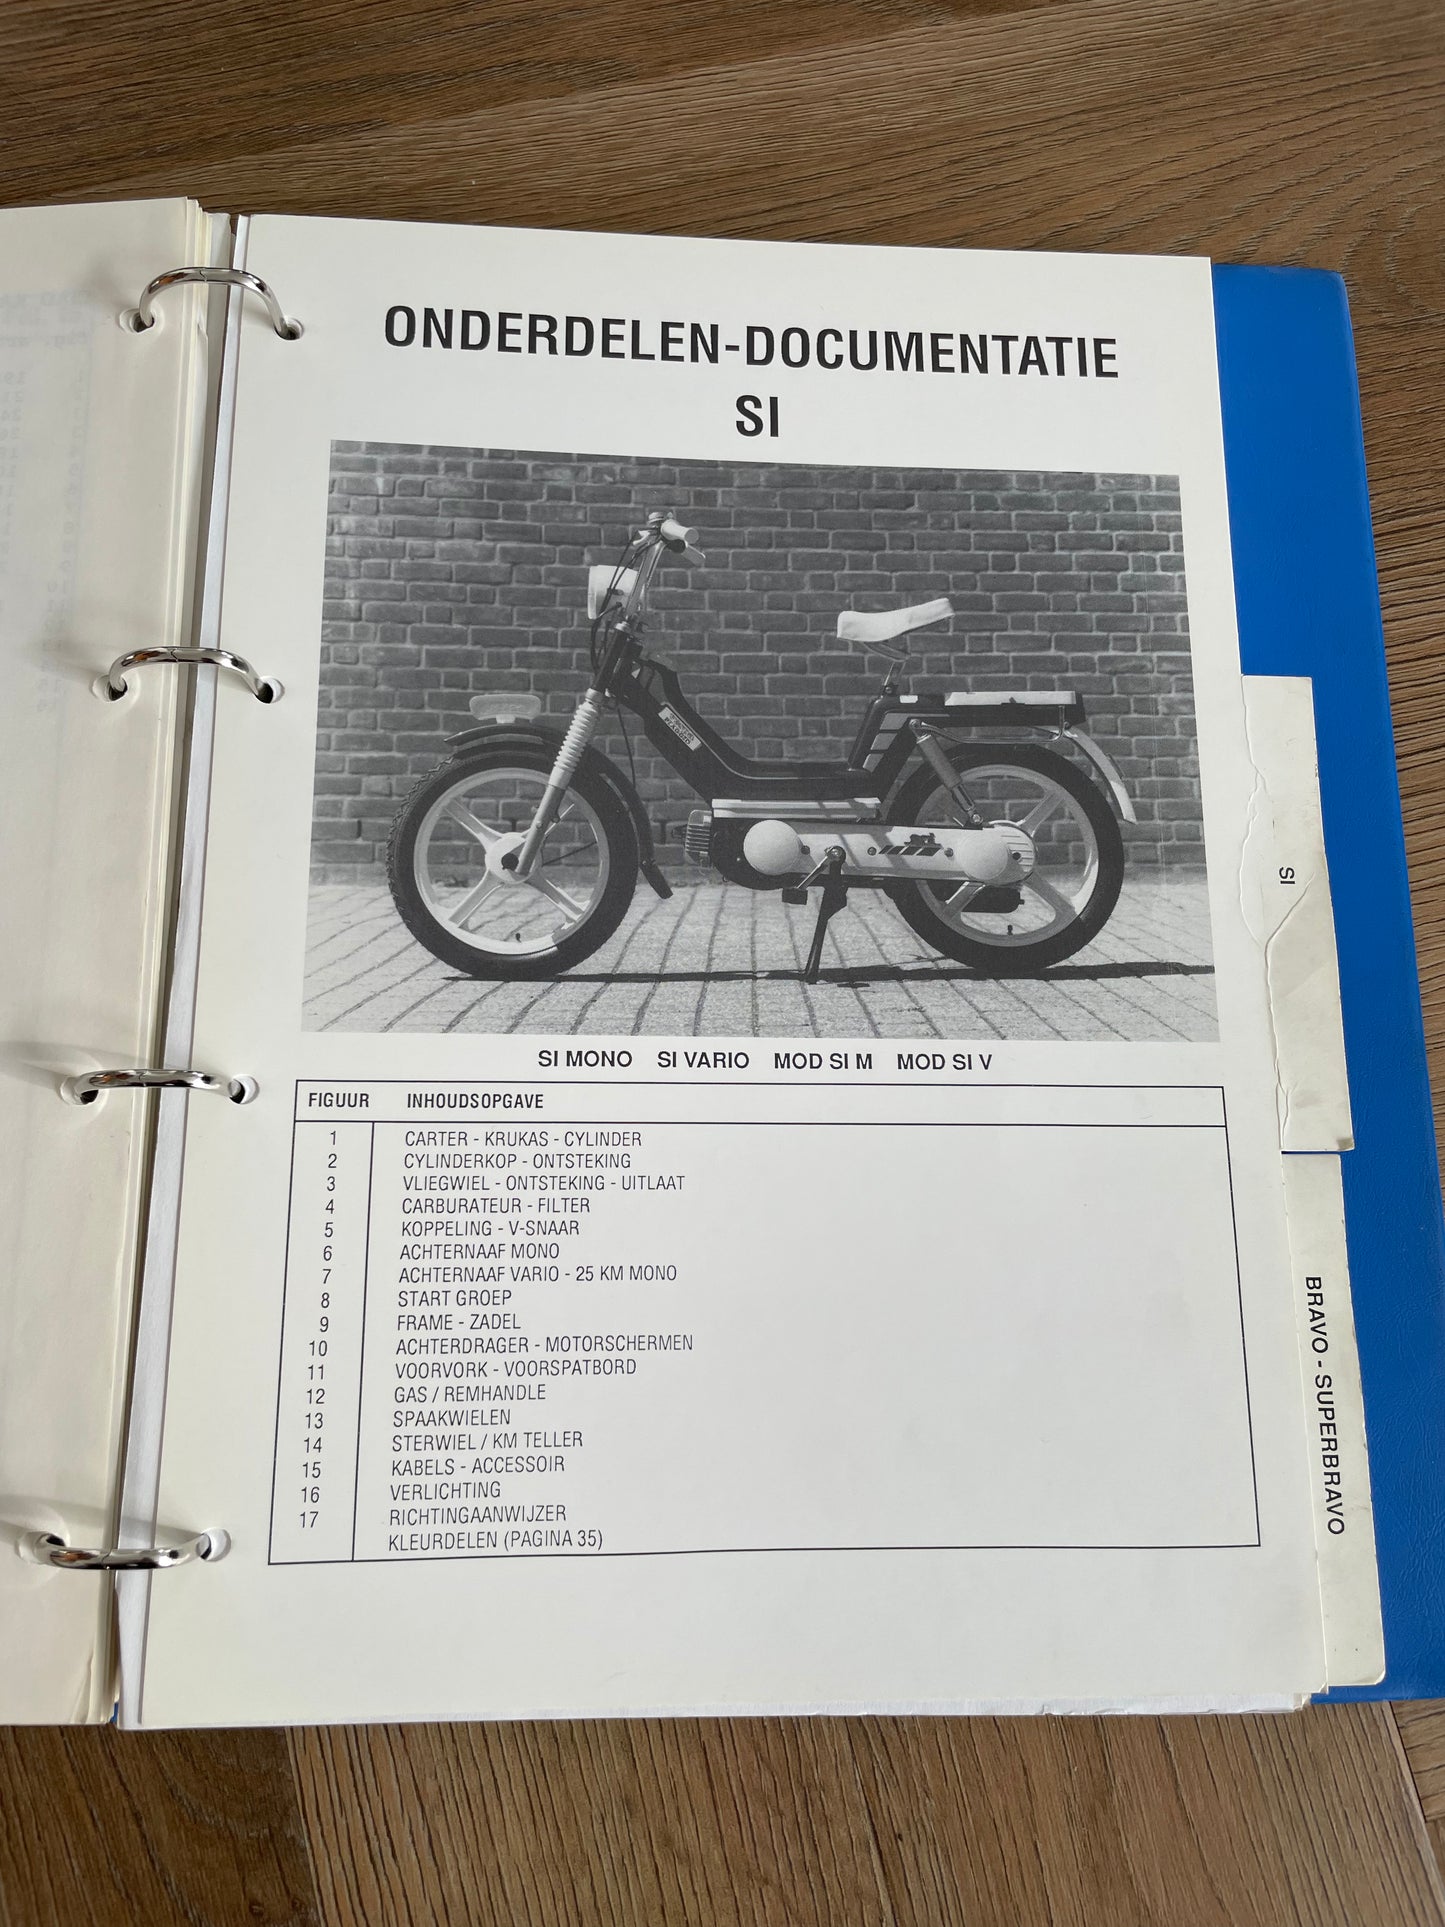 ONDERDELEN-DOCUMENTATIE
SI
SI MONO SI VARIO MOD SI M MOD SI V
FIGUUR INHOUDSOPGAVE
1 CARTER - KRUKAS - CYLINDER
2 CYLINDERKOP - ONTSTEKING
3 VLIEGWIEL - ONTSTEKING - UITLAAT
4 CARBURATEUR - FILTER
5 KOPPELING - V-SNAAR
6 ACHTERNAAF MONO
7 ACHTERNAAF VARIO - 25 KM MONO
8 START GROEP
9 FRAME - ZADEL
10 ACHTERDRAGER - MOTORSCHERMEN
11 VOORVORK - VOORSPATBORD
12 GAS / REMHANDLE
13 SPAAKWIELEN
14 STERWIEL / KM TELLER
15 KABELS - ACCESSOIR
16 VERLICHTING
17 RICHTINGAANWIJZER
KLEURDELEN (PAGINA 35)
SI
BRAVO - SUPERBRAVO